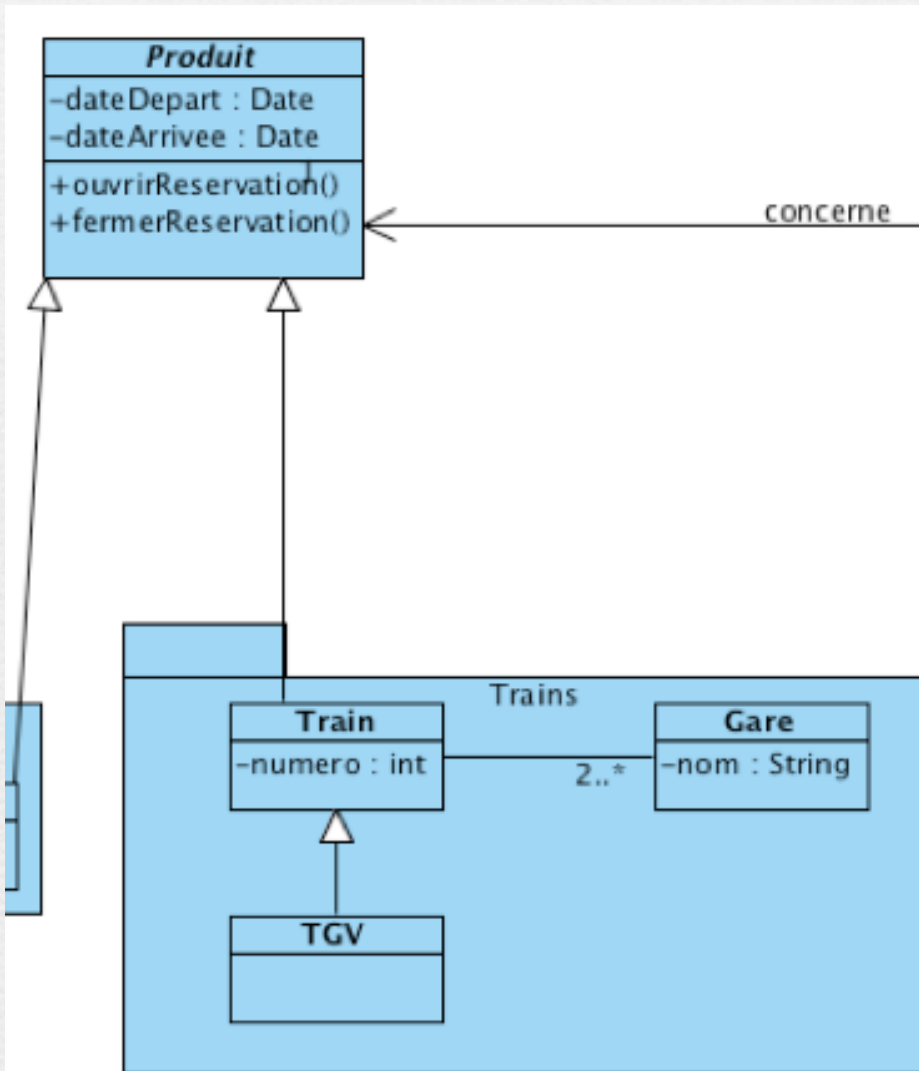 Produit
-dateDepart : Date
-dateArrivee : Date
+ouvrirReservation()
+fermerReservation()
concerne
Trains
Train
-numero : int
2..*
Gare
-nom : String
TGV